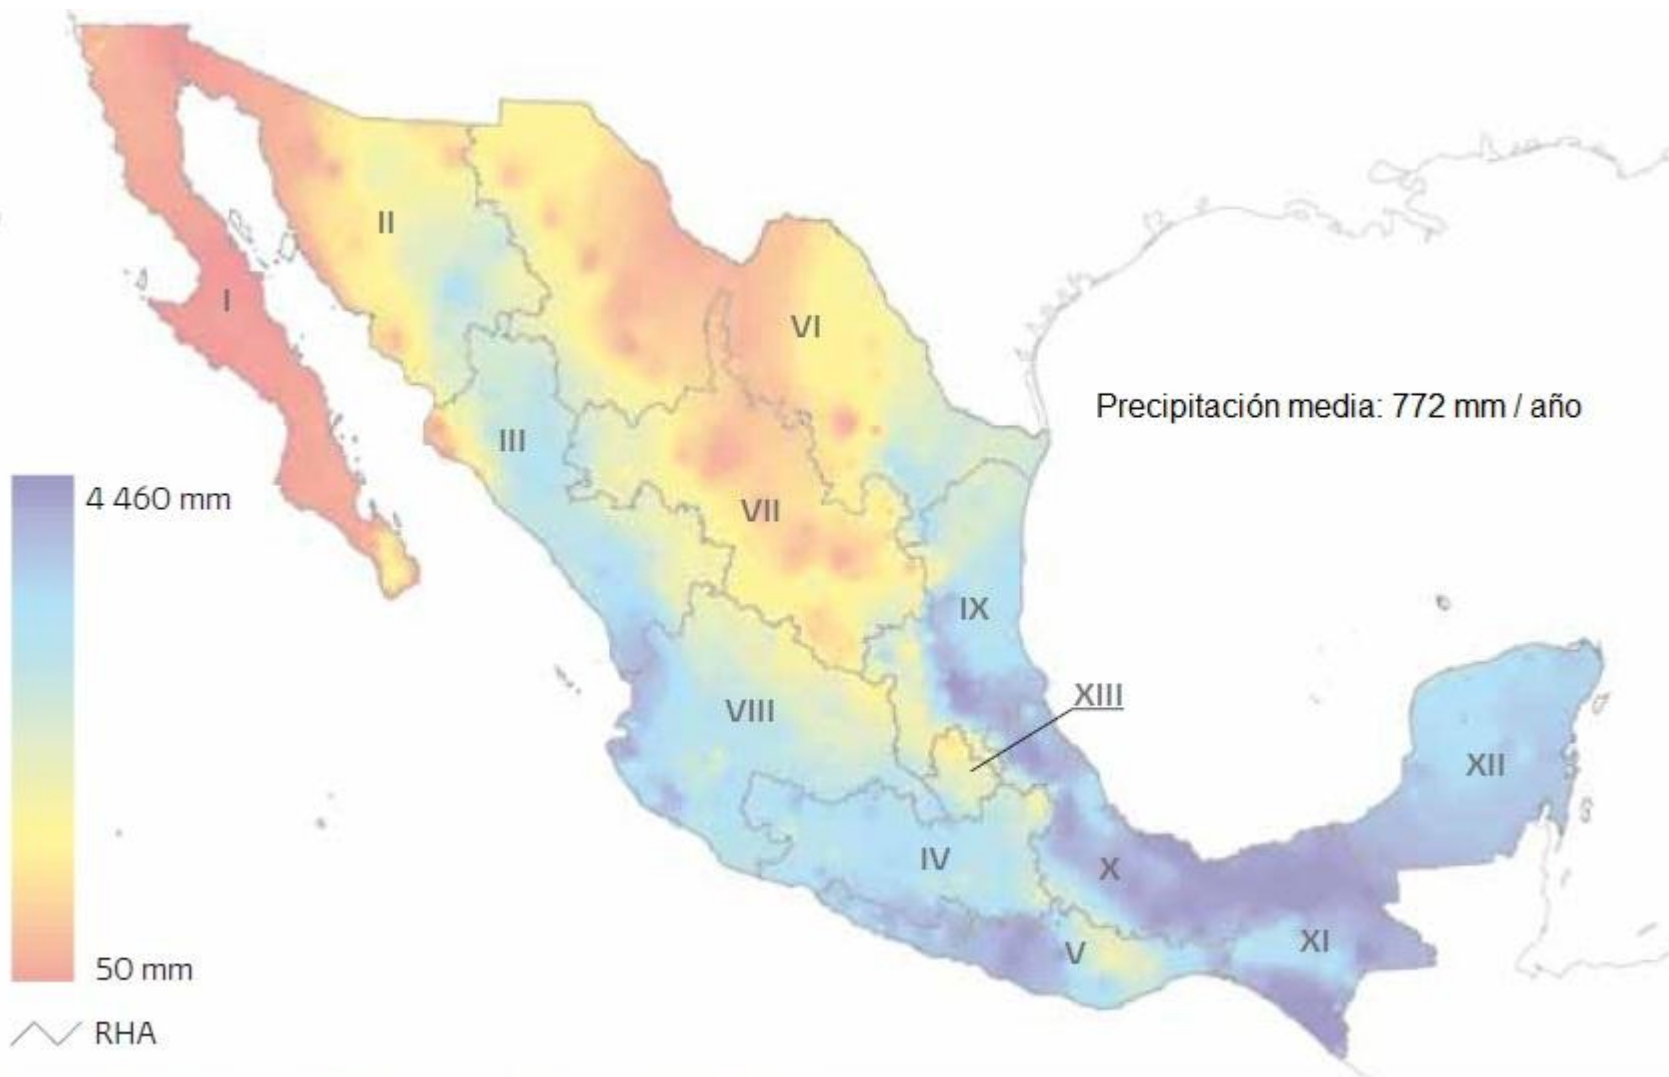 II
I
VI
Precipitación media: 772 mm / año
III
4 460 mm
VII
IX
XIII
VIII
XII
IV
X
XI
V
50 mm
RHA